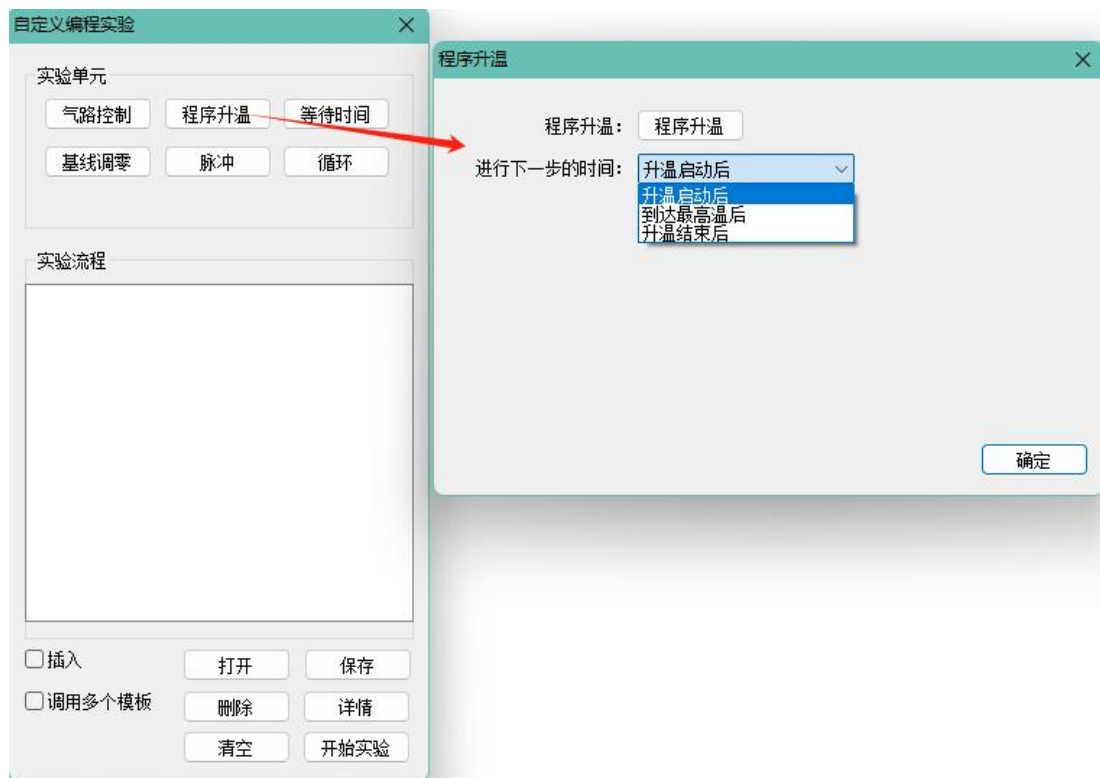 自定义编程实验
实验单元
气路控制 程序升温 等待时间
基线调零 脉冲 循环
实验流程
插入 打开 保存
调用多个模板 删除 详情
清空 开始实验
程序升温
程序升温: 程序升温
进行下一步的时间: 升温启动后
升温启动后
到达最高温后
升温结束后
确定